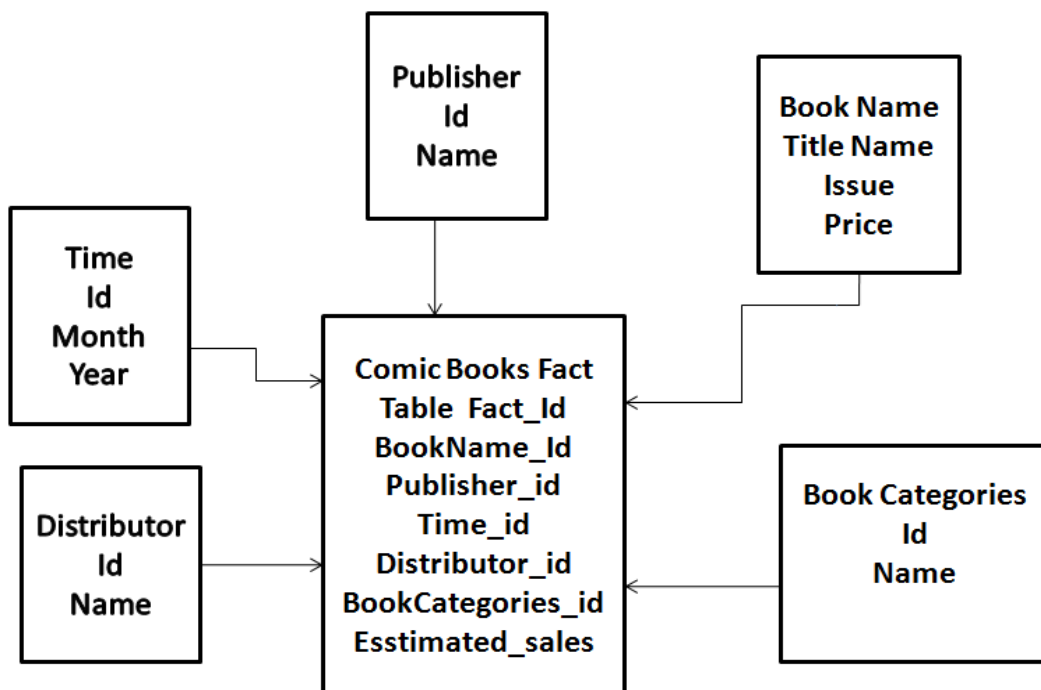 Publisher
Id
Name
Book Name
Title Name
Issue
Price
Time
Id
Month
Year
Comic Books Fact
Table Fact_Id
BookName_Id
Publisher_id
Time_id
Distributor_id
BookCategories_id
Esstimated_sales
Distributor
Id
Name
Book Categories
Id
Name